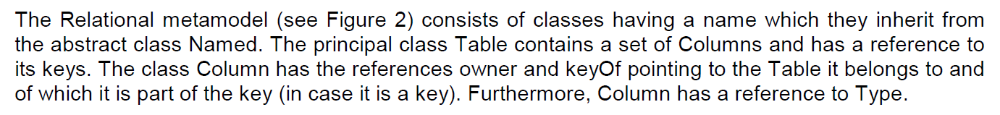 The Relational metamodel (see Figure 2) consists of classes having a name which they inherit from
the abstract class Named. The principal class Table contains a set of Columns and has a reference to
its keys. The class Column has the references owner and keyOf pointing to the Table it belongs to and
of which it is part of the key (in case it is a key). Furthermore, Column has a reference to Type.